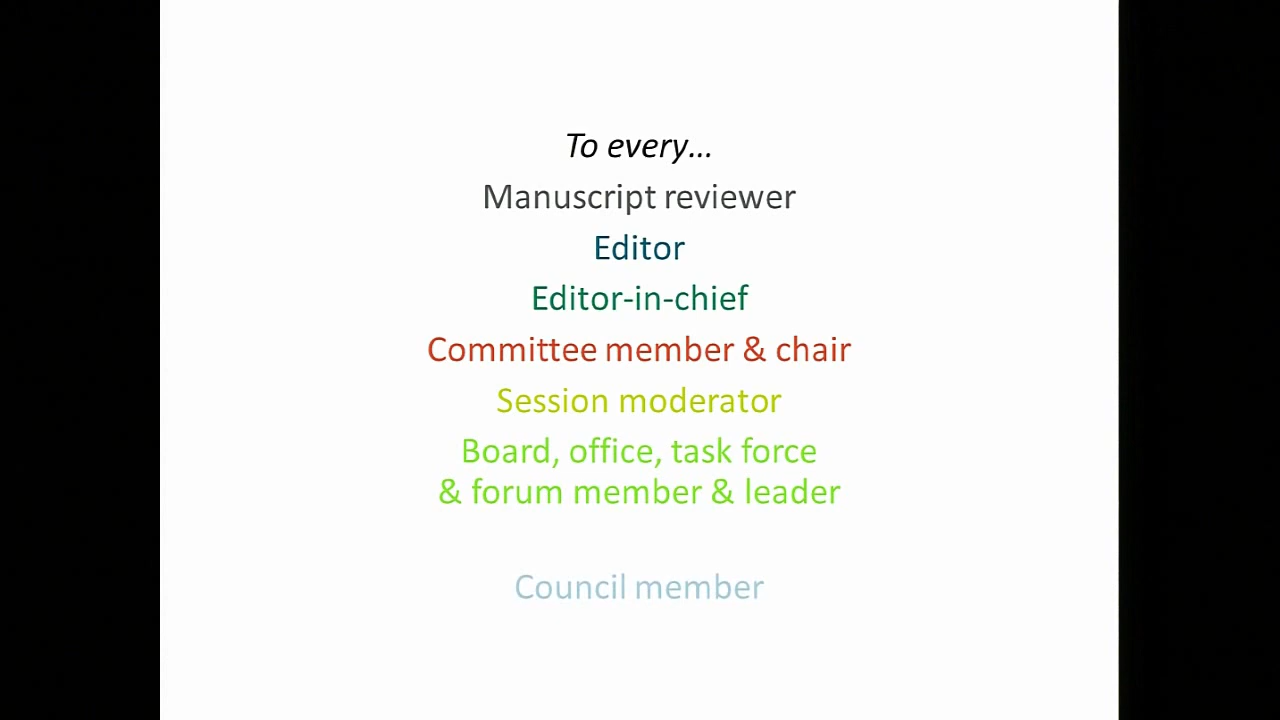 To every...
Manuscript reviewer
Editor
Editor-in-chief
Committee member & chair
Session moderator
Board, office, task force
& forum member & leader
Council member